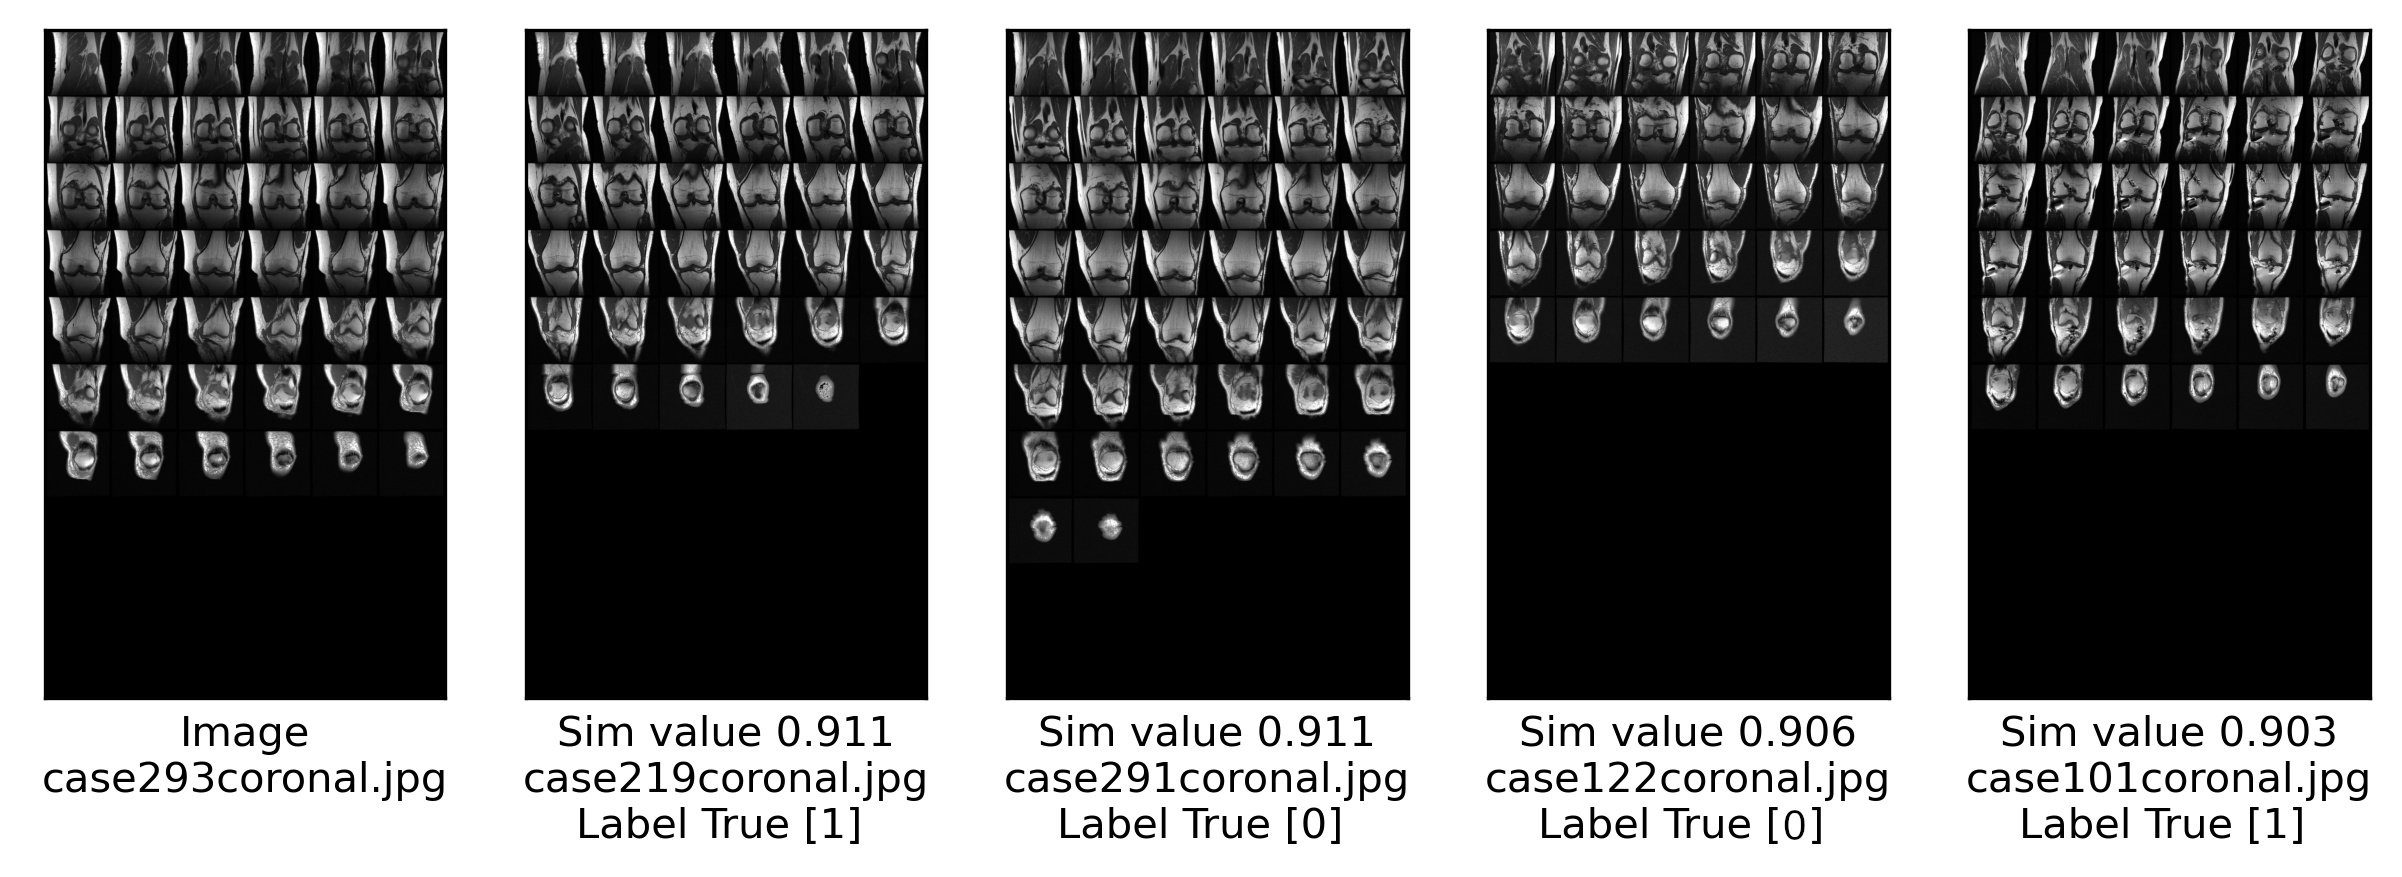 Image
case293coronal.jpg
Sim value 0.911
case219coronal.jpg
Label True [1]
Sim value 0.911
case291coronal.jpg
Label True [0]
Sim value 0.906
case122coronal.jpg
Label True [0]
Sim value 0.903
case101coronal.jpg
Label True [1]